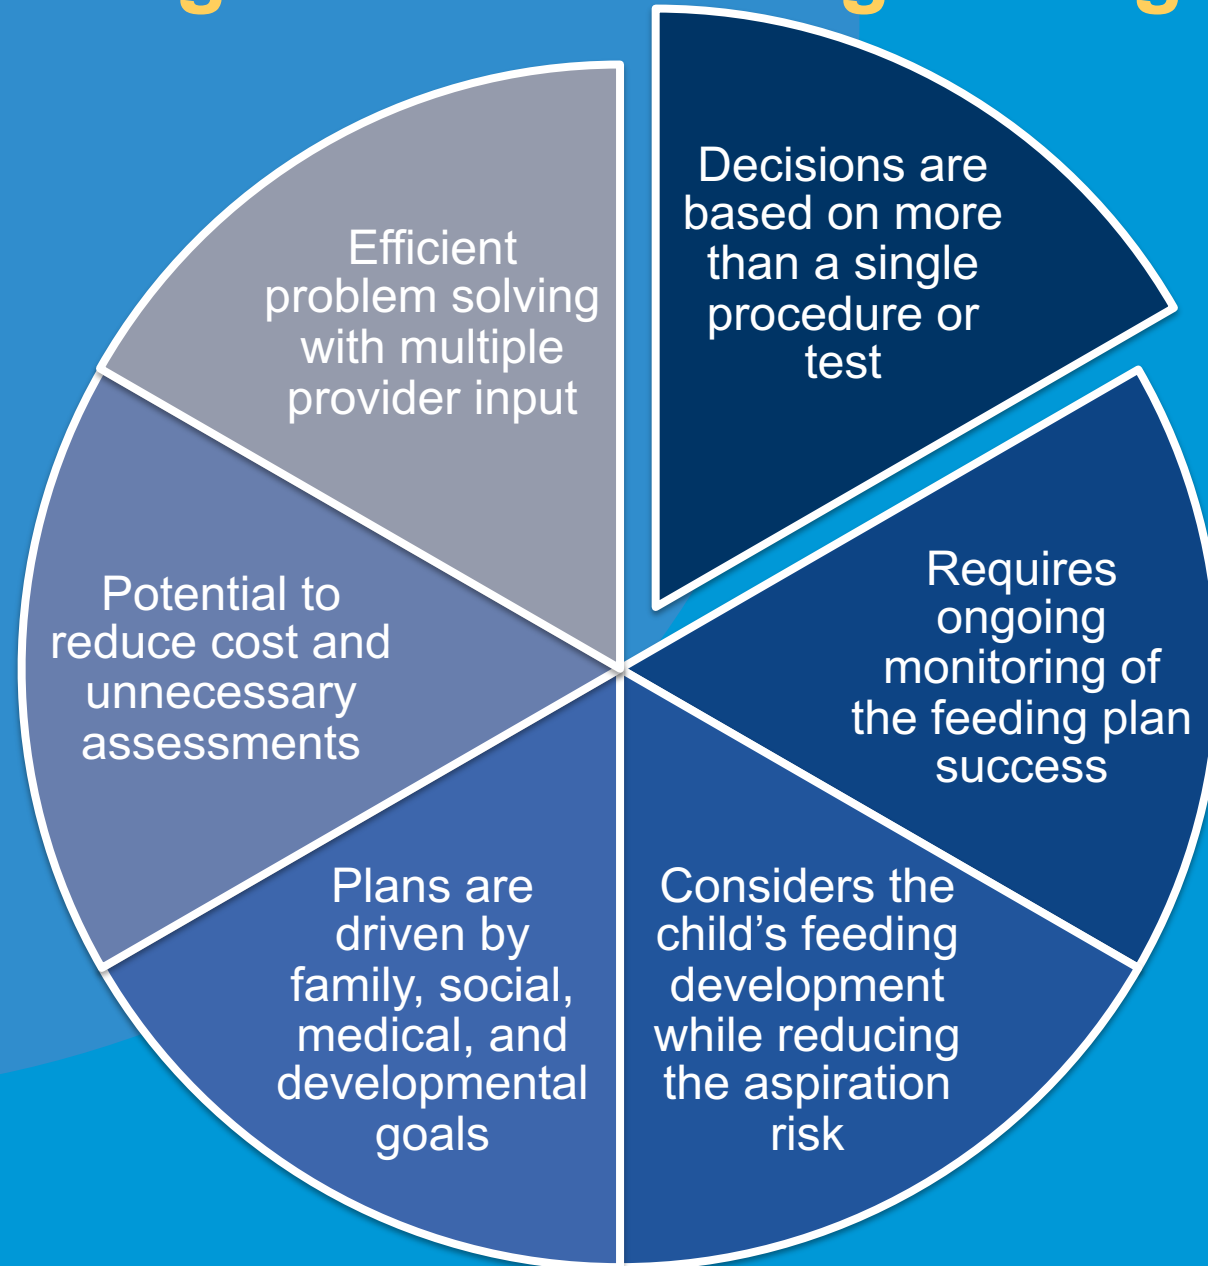 Decisions are
based on more
than a single
procedure or
test
Requires
ongoing
monitoring of
the feeding plan
success
Considers the
child’s feeding
development
while reducing
the aspiration
risk
Plans are
driven by
family, social,
medical, and
developmental
goals
Potential to
reduce cost and
unnecessary
assessments
Efficient
problem solving
with multiple
provider input